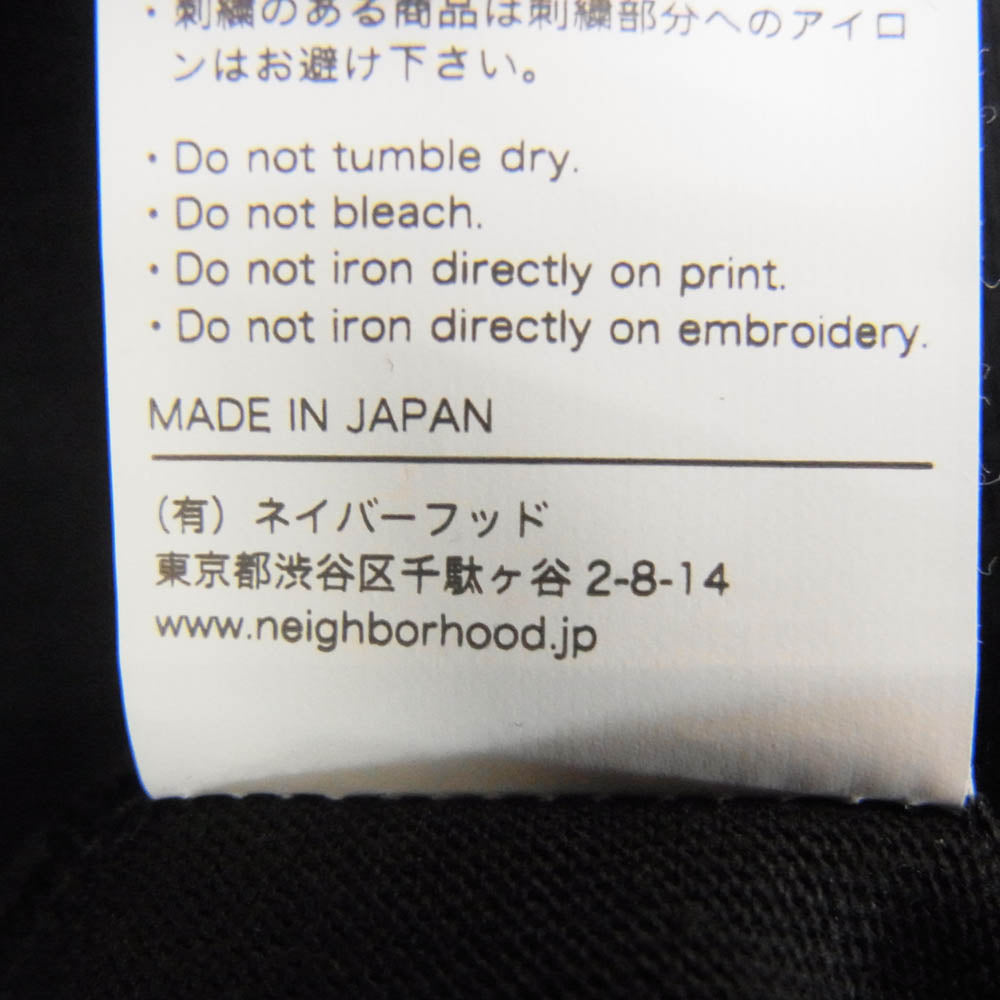 ・刺繍のある商品は刺繍部分へのアイロ
ンはお避け下さい。
・Do not tumble dry.
・Do not bleach.
・Do not iron directly on print.
・Do not iron directly on embroidery.
MADE IN JAPAN
（有）ネイバーフッド
東京都渋谷区千駄ヶ谷 2-8-14
www.neighborhood.jp